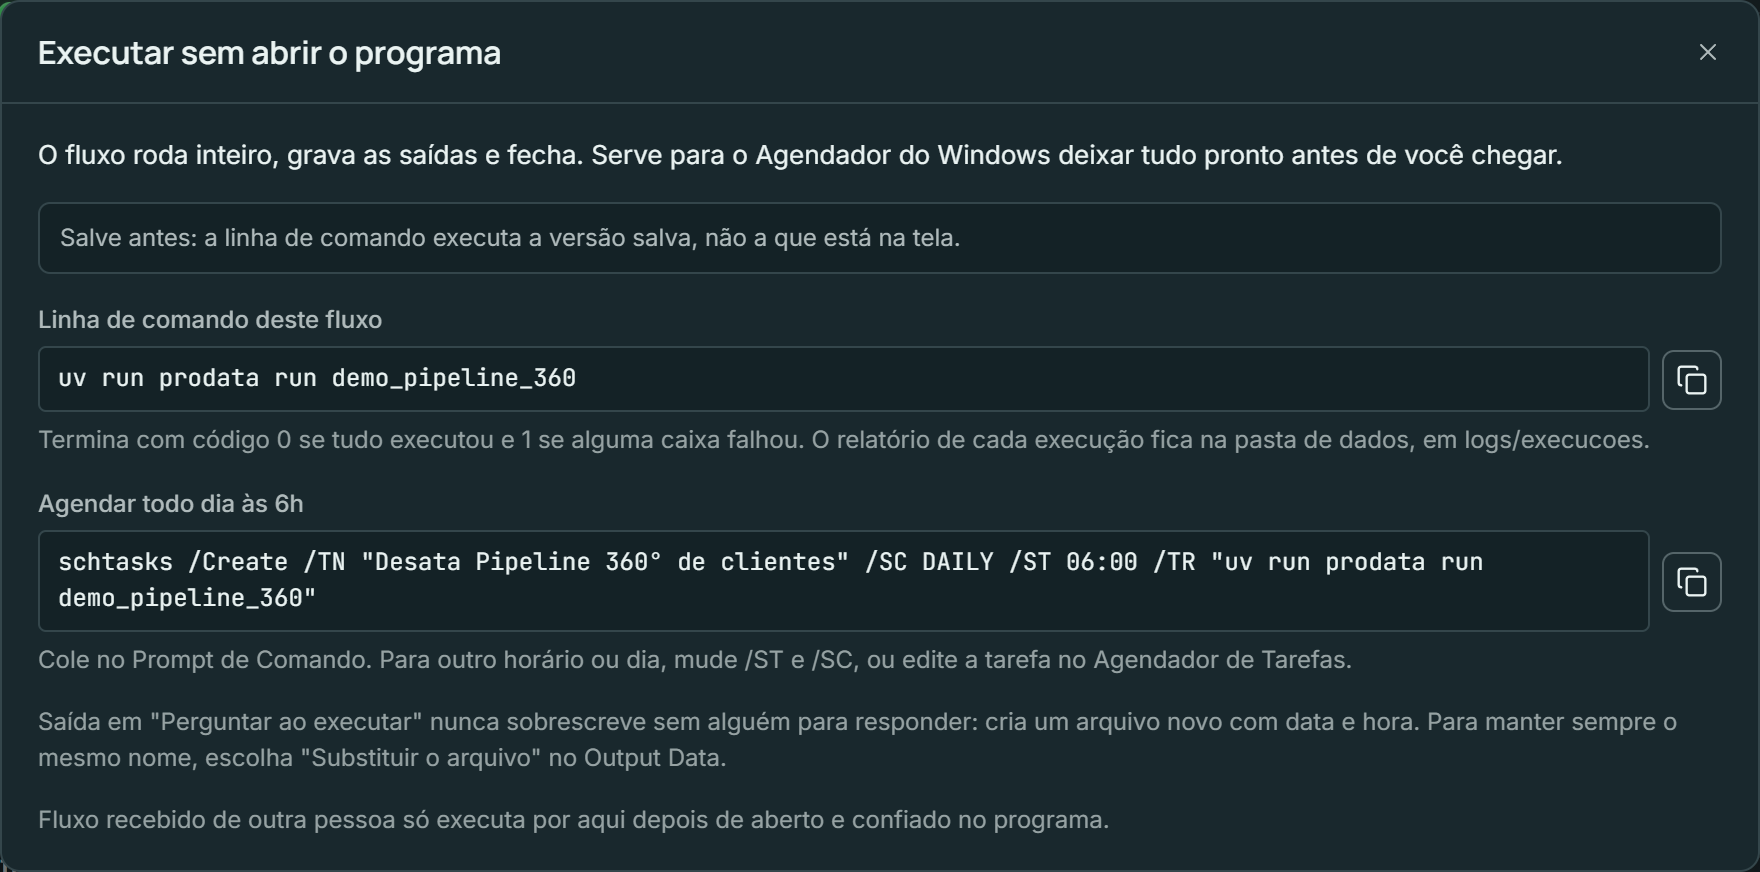 Executar sem abrir o programa
O fluxo roda inteiro, grava as saídas e fecha. Serve para o Agendador do Windows deixar tudo pronto antes de você chegar.
Salve antes: a linha de comando executa a versão salva, não a que está na tela.
Linha de comando deste fluxo
uv run prodata run demo_pipeline_360
Termina com código 0 se tudo executou e 1 se alguma caixa falhou. O relatório de cada execução fica na pasta de dados, em logs/execucoes.
Agendar todo dia às 6h
schtasks /Create /TN "Desata Pipeline 360° de clientes" /SC DAILY /ST 06:00 /TR "uv run prodata run
demo_pipeline_360"
Cole no Prompt de Comando. Para outro horário ou dia, mude /ST e /SC, ou edite a tarefa no Agendador de Tarefas.
Saída em "Perguntar ao executar" nunca sobrescreve sem alguém para responder: cria um arquivo novo com data e hora. Para manter sempre o
mesmo nome, escolha "Substituir o arquivo" no Output Data.
Fluxo recebido de outra pessoa só executa por aqui depois de aberto e confiado no programa.